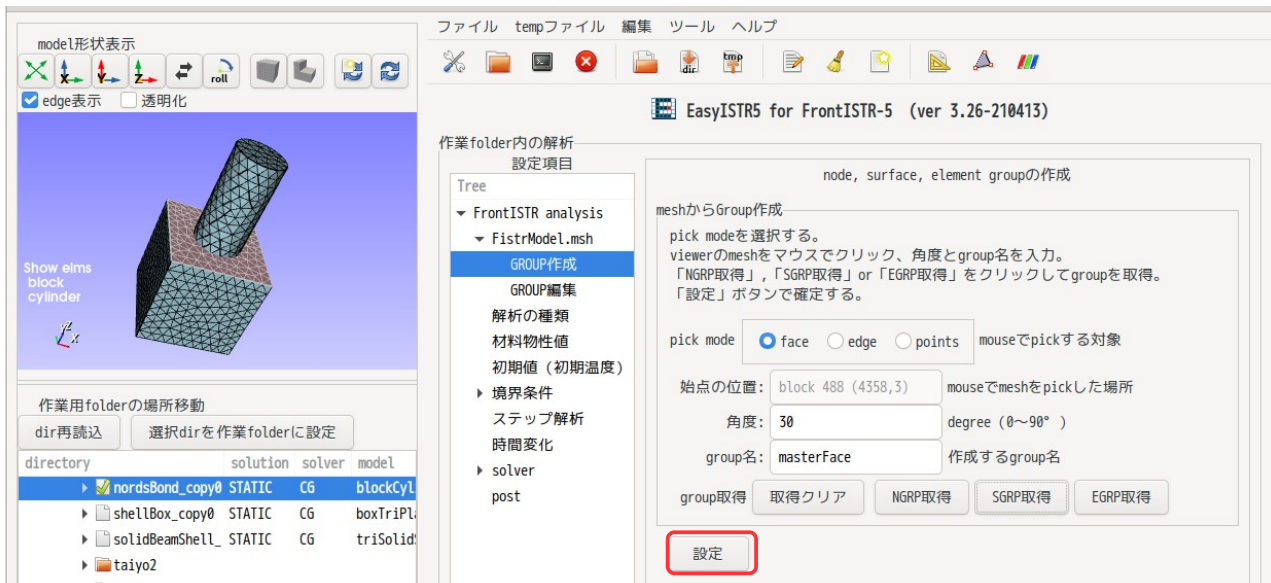 ファイル tempファイル 編集 ツール ヘルプ
model形状表示
X Y Z roll
dir tmp
edge表示 透明化
EasyISTR5 for FrontISTR-5 (ver 3.26-210413)
Show elms
block
cylinder
YZ
X
作業用folderの場所移動
dir再読込 選択dirを作業folderに設定
directory solution solver model
nordsBond_copy0 STATIC CG blockCyl
shellBox_copy0 STATIC CG boxTriPl
solidBeamShell_ STATIC CG triSolid
taiyo2
作業folder内の解析
設定項目
Tree
FrontISTR analysis
FistrModel.msh
GROUP作成
GROUP編集
解析の種類
材料物性値
初期値 (初期温度)
境界条件
ステップ解析
時間変化
solver
post
node, surface, element groupの作成
meshからGroup作成
pick modeを選択する。
viewerのmeshをマウスでクリック、角度とgroup名を入力。
「NGRP取得」,「SGRP取得」or「EGRP取得」をクリックしてgroupを取得。
「設定」ボタンで確定する。
pick mode face edge points mouseでpickする対象
始点の位置: block 488 (4358,3) mouseでmeshをpickした場所
角度: 30 degree (0～90° )
group名: masterFace 作成するgroup名
group取得 取得クリア NGRP取得 SGRP取得 EGRP取得
設定